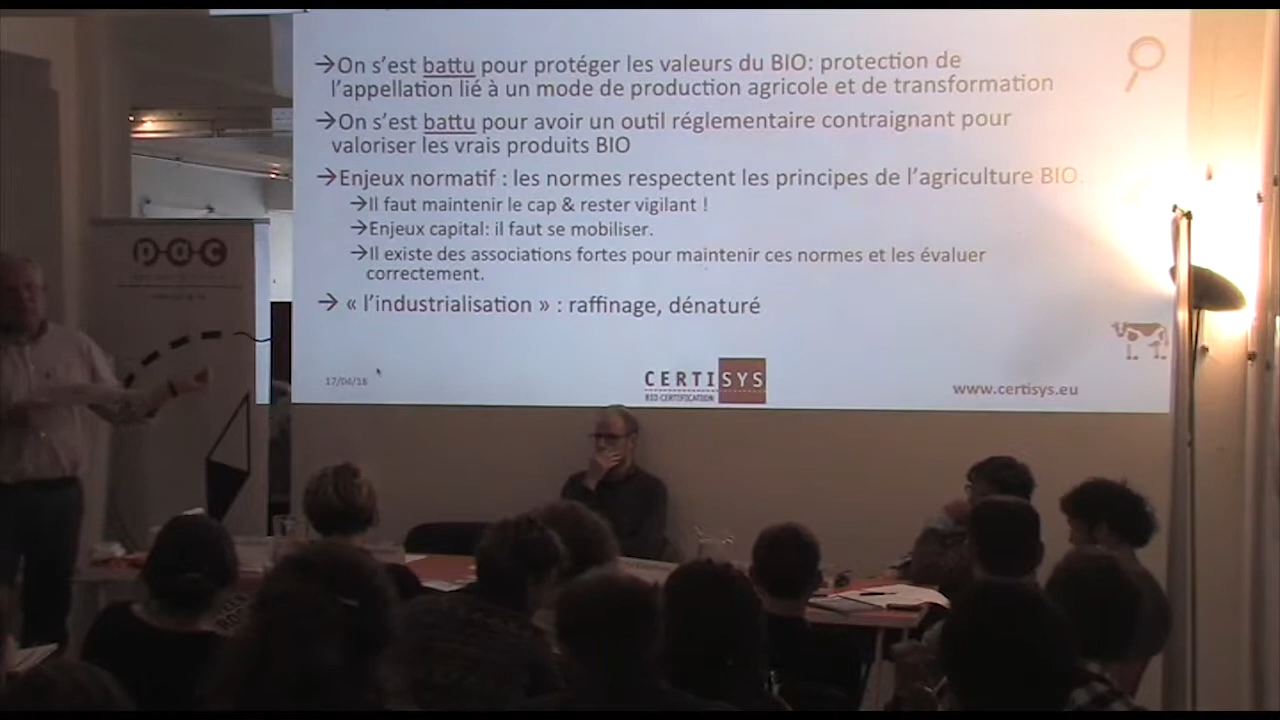 →On s'est battu pour protéger les valeurs du BIO: protection de
l'appellation lié à un mode de production agricole et de transformation
→On s'est battu pour avoir un outil réglementaire contraignant pour
valoriser les vrais produits BIO
→Enjeux normatif : les normes respectent les principes de l'agriculture BIO.
→Il faut maintenir le cap & rester vigilant !
→Enjeux capital: il faut se mobiliser.
→Il existe des associations fortes pour maintenir ces normes et les évaluer
correctement.
→ « l'industrialisation » : raffinage, dénaturé
17/04/18
CERTISYS
BIO CERTIFICATION
www.certisys.eu